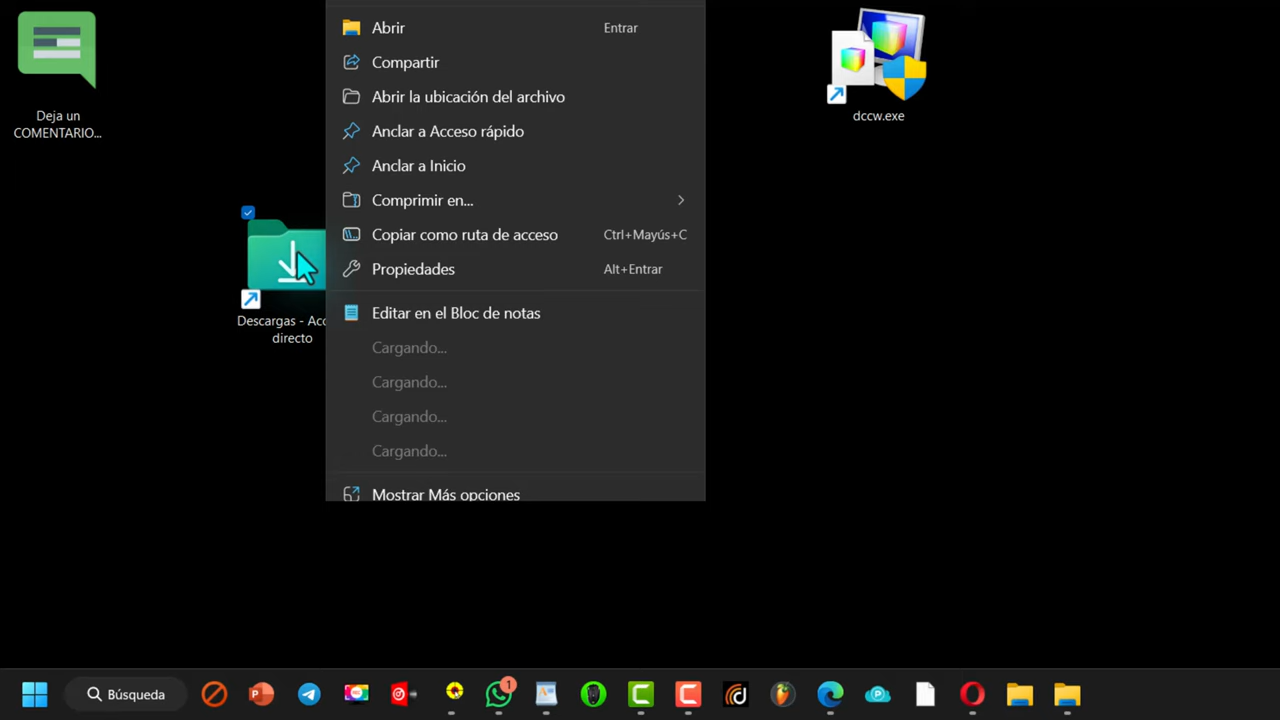 Deja un
COMENTARIO...
Descargas - Acc
directo
Abrir Entrar
Compartir
Abrir la ubicación del archivo
Anclar a Acceso rápido
Anclar a Inicio
Comprimir en...
Copiar como ruta de acceso Ctrl+Mayús+C
Propiedades Alt+Entrar
Editar en el Bloc de notas
Cargando...
Cargando...
Cargando...
Cargando...
Mostrar Más opciones
dccw.exe
Búsqueda
1